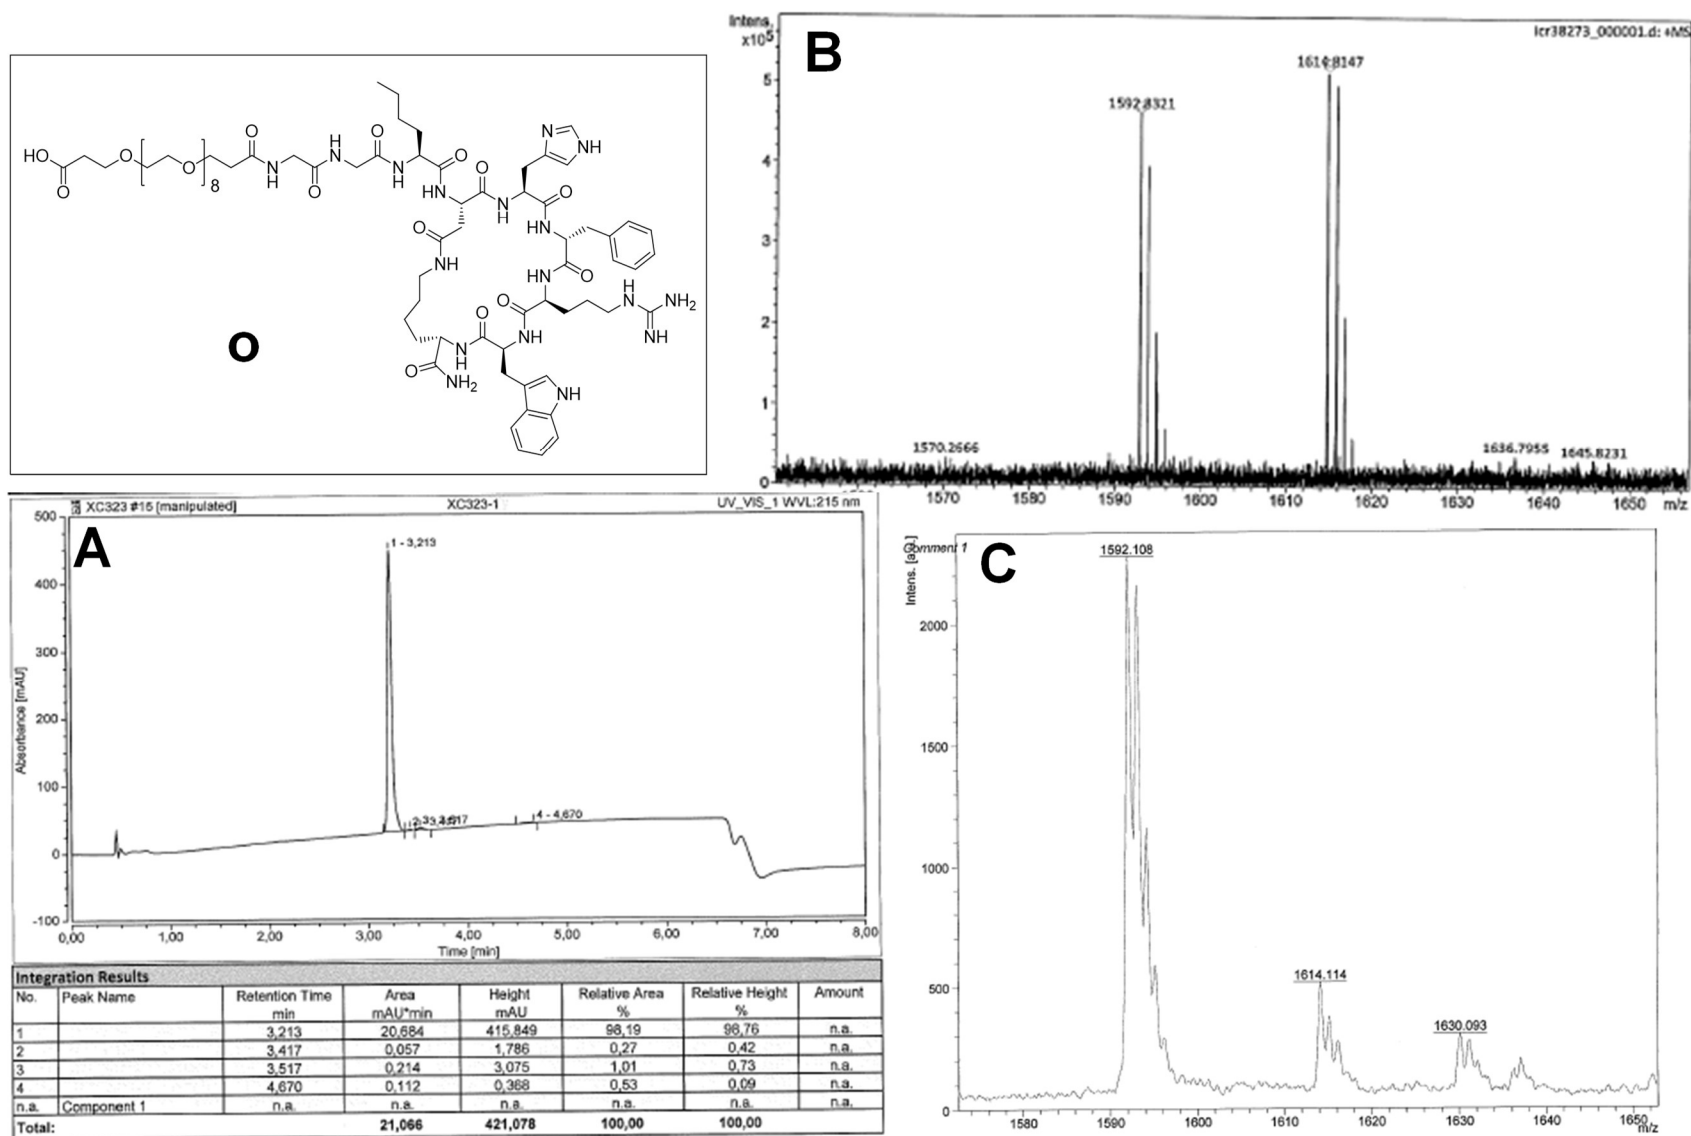 O
HO
O
O
O
8
O
N
H
O
H
N
O
N
H
O
HN
O
N
H
N
NH
O
HN
O
HN
O
N
H
NH2
NH
NH
O
O
NH
O
N
H
O
NH2
NH
O
NH
B
Intens.
x10⁵
lcr38273_000001.d: +MS
1592.8321
1614.8147
1570.2666
1636.7955
1645.8231
5
4
3
2
1
0
1570 1580 1590 1600 1610 1620 1630 1640 1650 m/z
A
XC323 #15 [manipulated] XC323-1 UV_VIS_1 WVL:215 nm
Absorbance [mAU]
500
400
300
200
100
0
-100
1 - 3,213
4 - 4,670
0,00 1,00 2,00 3,00 4,00 5,00 6,00 7,00 8,00
Time [min]
Integration Results
No. Peak Name Retention Time Area Height Relative Area Relative Height Amount
min mAU*min mAU % %
1 3,213 20,684 415,849 98,19 98,76 n.a.
2 3,417 0,057 1,786 0,27 0,42 n.a.
3 3,517 0,214 3,075 1,01 0,73 n.a.
4 4,670 0,112 0,368 0,53 0,09 n.a.
n.a. Component 1 n.a. n.a. n.a. n.a. n.a. n.a.
Total: 21,066 421,078 100,00 100,00
C
Comment 1
Intens. [a.u.]
1592.108
1614.114
1630.093
2000
1500
1000
500
0
1580 1590 1600 1610 1620 1630 1640 1650 m/z